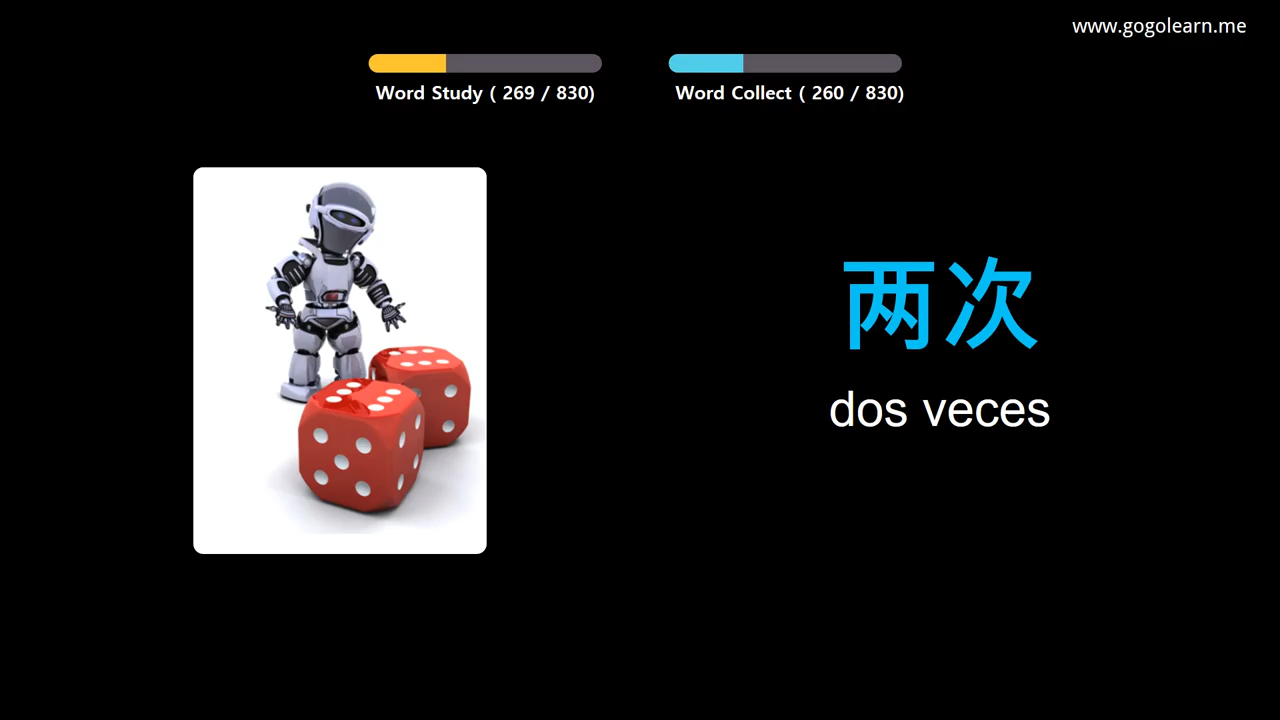 www.gogolearn.me
Word Study ( 269 / 830)
Word Collect ( 260 / 830)
两次
dos veces